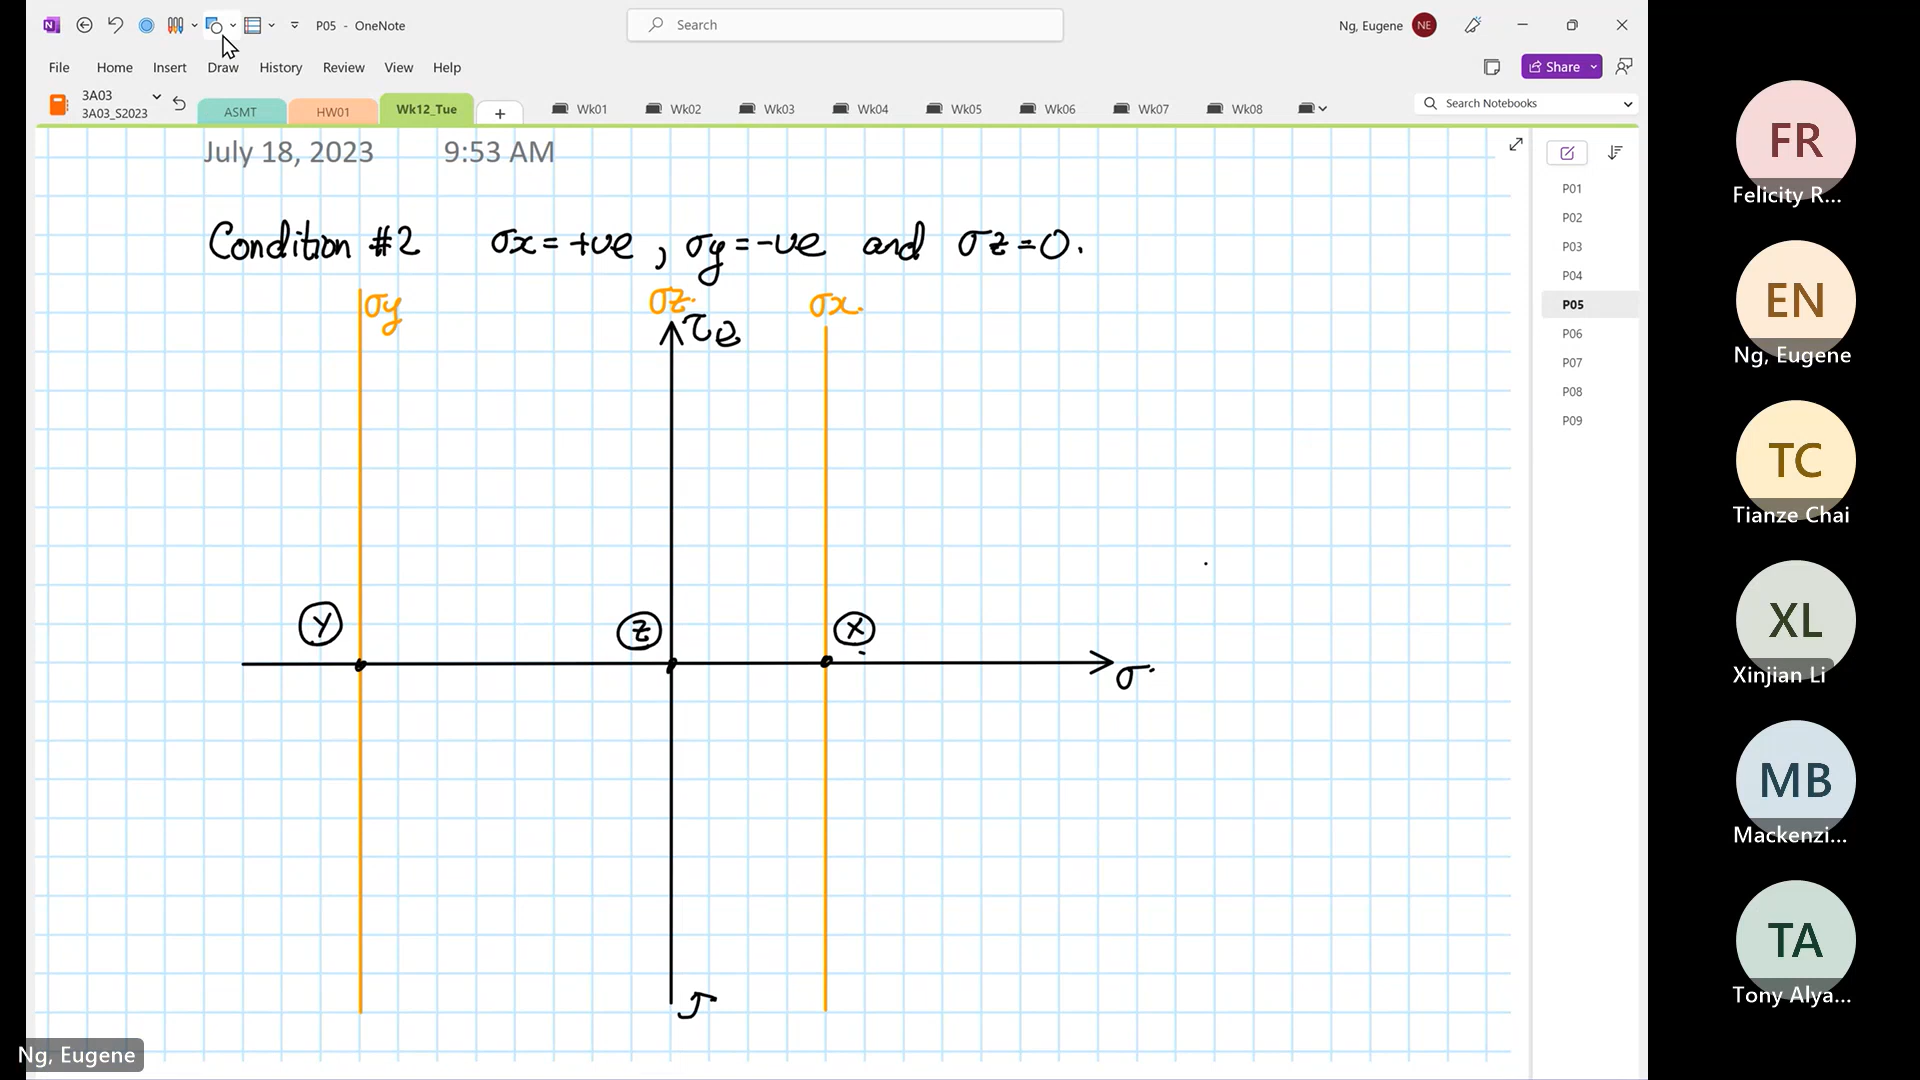 P05 - OneNote
Search
Ng, Eugene
NE
File Home Insert Draw History Review View Help
Share
3A03
3A03_S2023
ASMT
HW01
Wk12_Tue
+
Wk01
Wk02
Wk03
Wk04
Wk05
Wk06
Wk07
Wk08
Search Notebooks
July 18, 2023 9:53 AM
Condition #2 σx = +ve, σy = -ve and σz = 0.
σy
σz.
σx.
τ
Y
Z
X
σ.
P01
P02
P03
P04
P05
P06
P07
P08
P09
FR
Felicity R...
EN
Ng, Eugene
TC
Tianze Chai
XL
Xinjian Li
MB
Mackenzi...
TA
Tony Alya...
Ng, Eugene